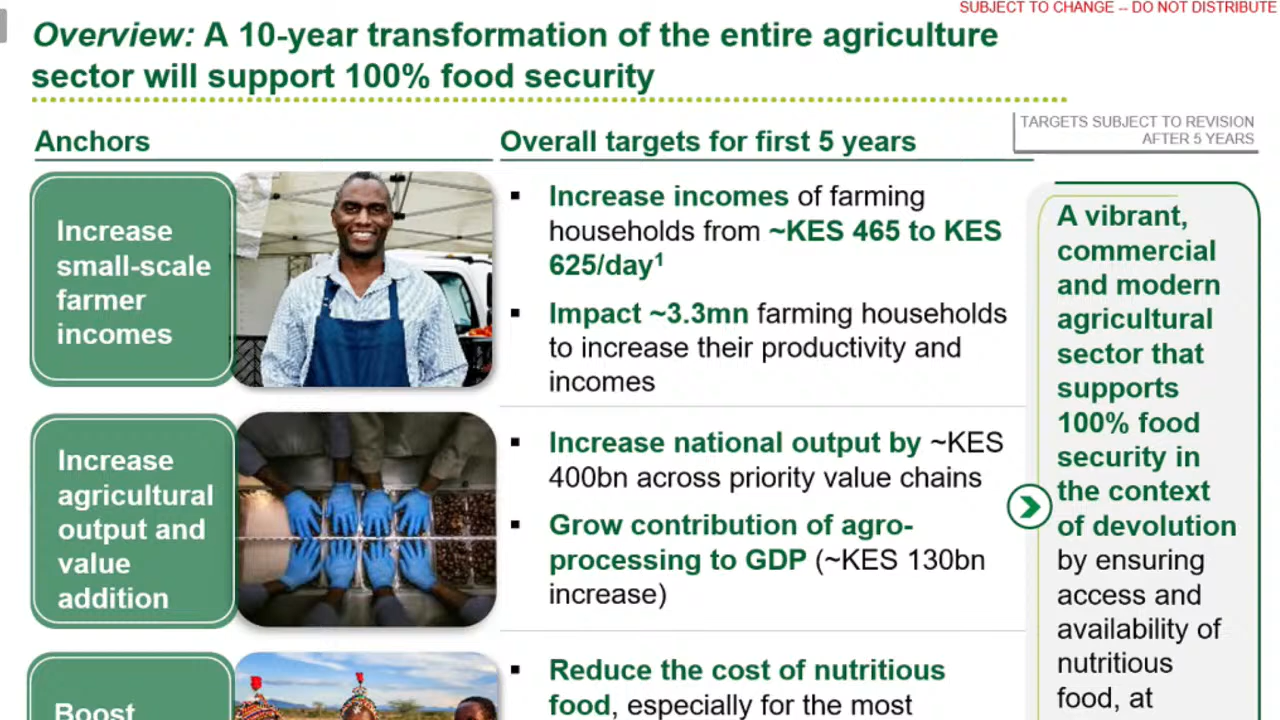 SUBJECT TO CHANGE -- DO NOT DISTRIBUTE
Overview: A 10-year transformation of the entire agriculture
sector will support 100% food security
Anchors
Overall targets for first 5 years
TARGETS SUBJECT TO REVISION
AFTER 5 YEARS
Increase
small-scale
farmer
incomes
▪ Increase incomes of farming
households from ~KES 465 to KES
625/day¹
▪ Impact ~3.3mn farming households
to increase their productivity and
incomes
Increase
agricultural
output and
value
addition
▪ Increase national output by ~KES
400bn across priority value chains
▪ Grow contribution of agro-
processing to GDP (~KES 130bn
increase)
Boost
▪ Reduce the cost of nutritious
food, especially for the most
A vibrant,
commercial
and modern
agricultural
sector that
supports
100% food
security in
the context
of devolution
by ensuring
access and
availability of
nutritious
food, at